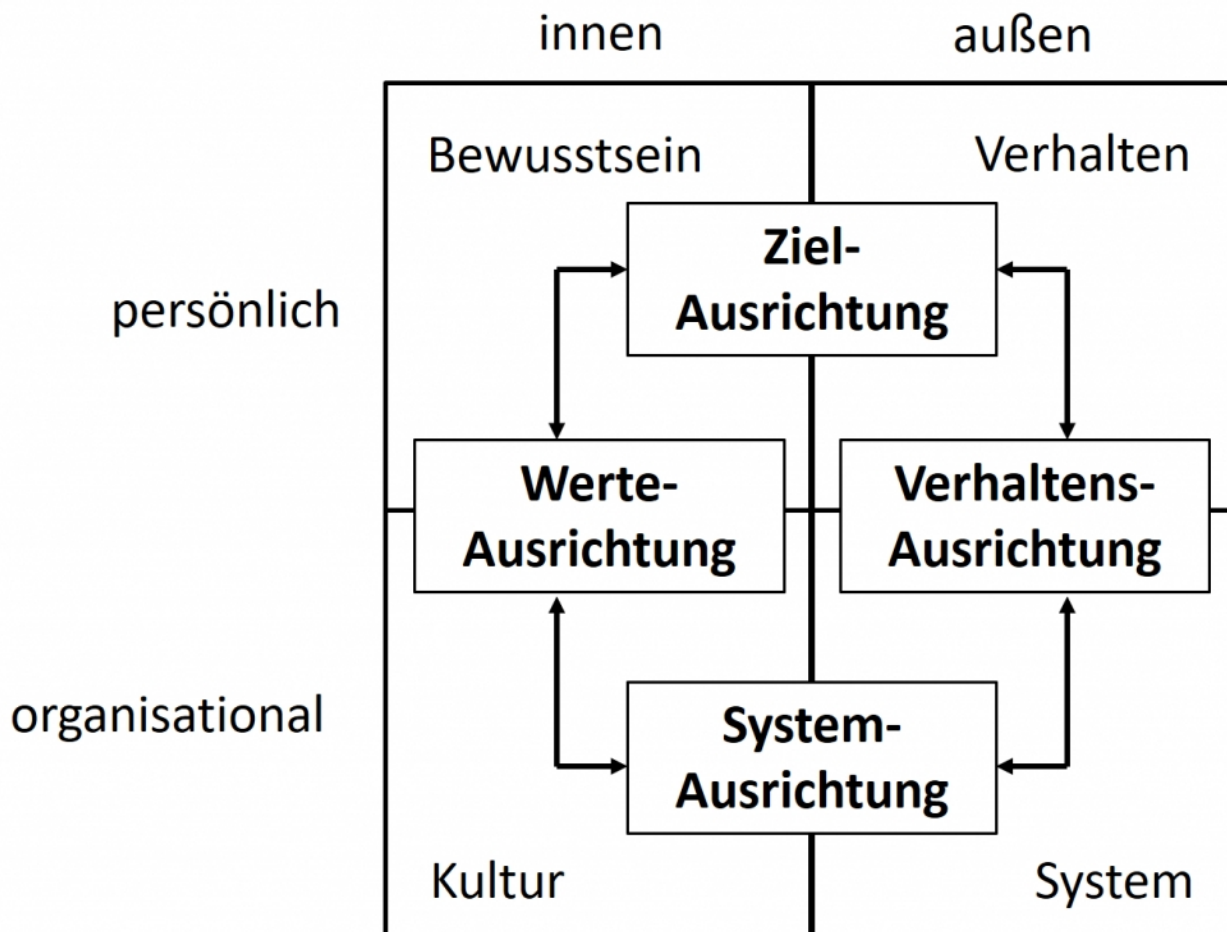 innen
außen
Bewusstsein
Verhalten
Ziel-
Ausrichtung
persönlich
Werte-
Ausrichtung
Verhaltens-
Ausrichtung
organisational
System-
Ausrichtung
Kultur
System